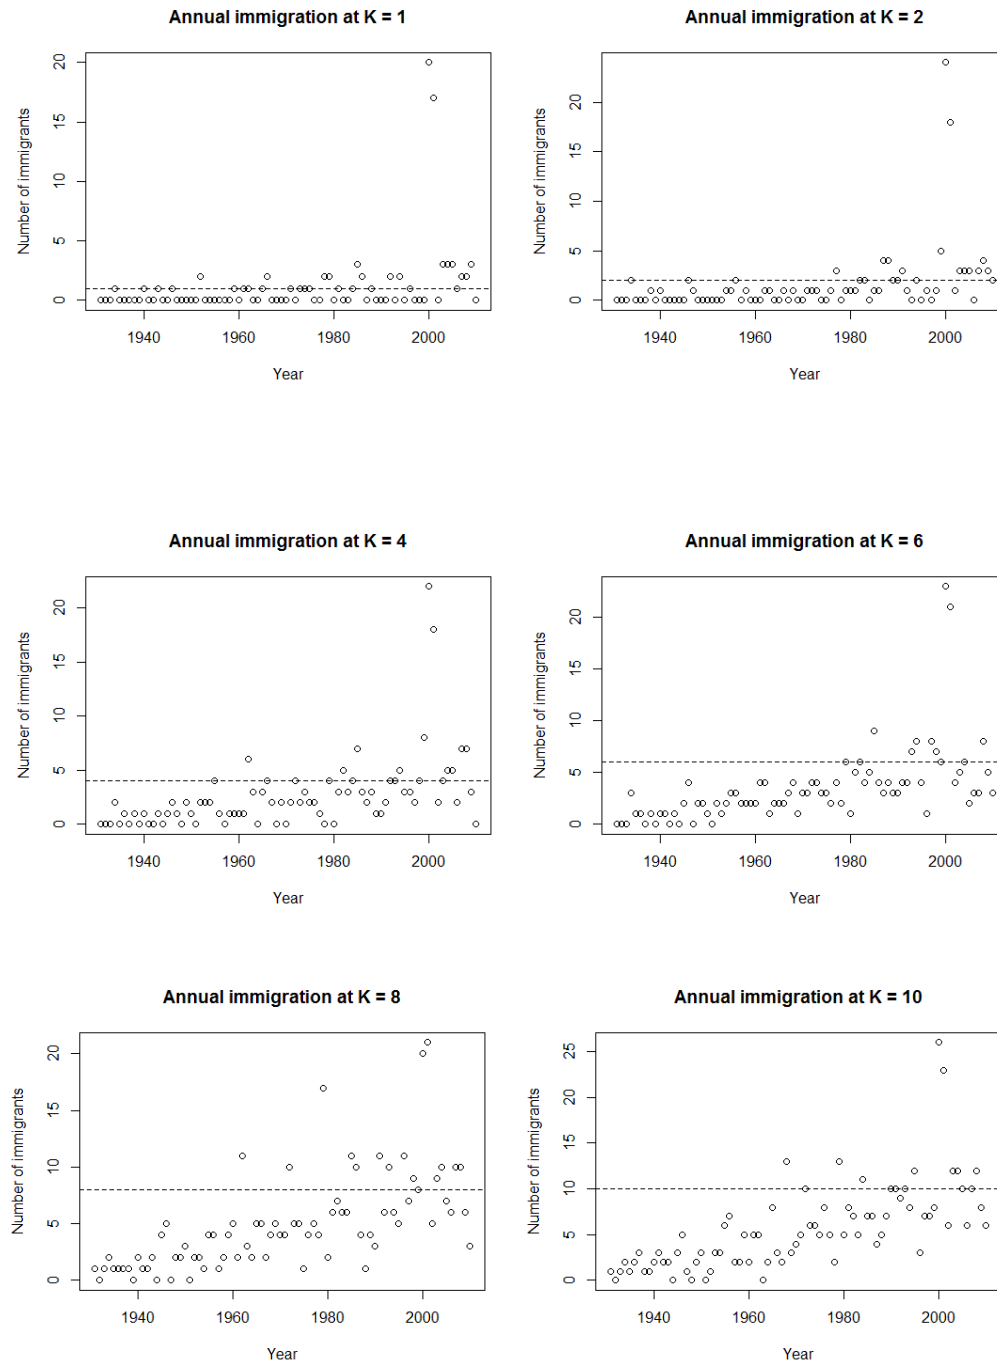 Annual immigration at K = 1
Number of immigrants
20
15
10
5
0
1940 1960 1980 2000
Year
Annual immigration at K = 2
Number of immigrants
20
15
10
5
0
1940 1960 1980 2000
Year
Annual immigration at K = 4
Number of immigrants
20
15
10
5
0
1940 1960 1980 2000
Year
Annual immigration at K = 6
Number of immigrants
20
15
10
5
0
1940 1960 1980 2000
Year
Annual immigration at K = 8
Number of immigrants
20
15
10
5
0
1940 1960 1980 2000
Year
Annual immigration at K = 10
Number of immigrants
25
20
15
10
5
0
1940 1960 1980 2000
Year